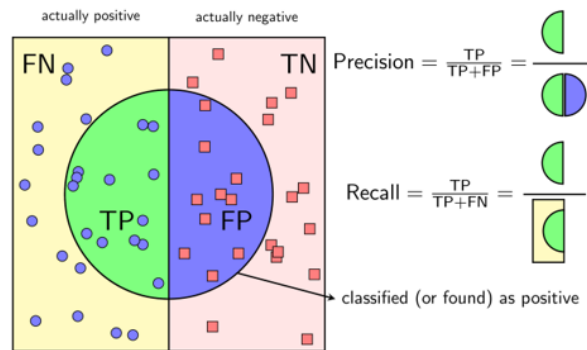 actually positive
actually negative
FN
TN
TP
FP
Precision = TP/TP+FP =
Recall = TP/TP+FN =
classified (or found) as positive